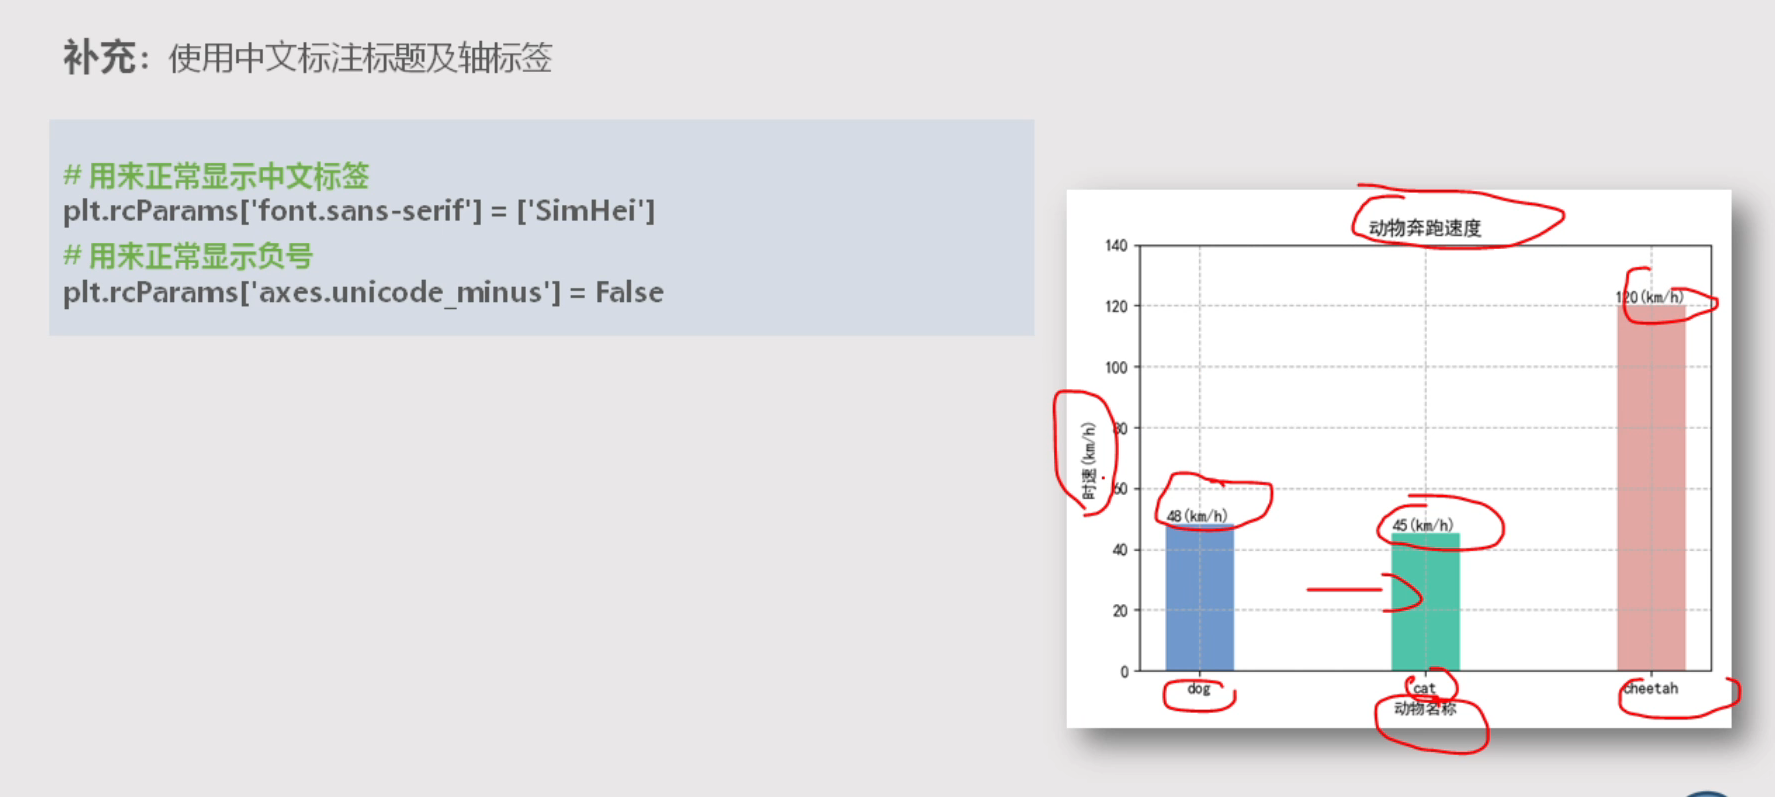 补充：使用中文标注标题及轴标签
# 用来正常显示中文标签
plt.rcParams['font.sans-serif'] = ['SimHei']
# 用来正常显示负号
plt.rcParams['axes.unicode_minus'] = False
动物奔跑速度
140
120
100
80
60
40
20
0
时速(km/h)
48(km/h)
45(km/h)
120(km/h)
dog
cat
cheetah
动物名称